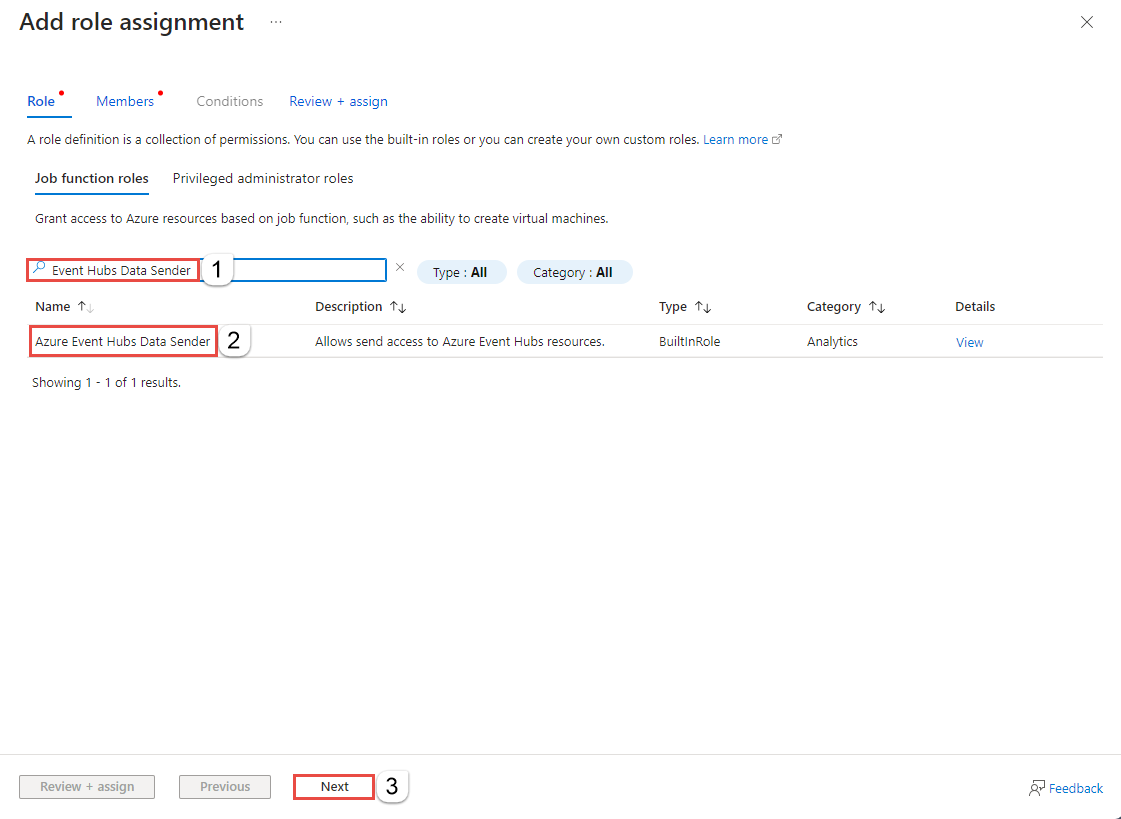 Add role assignment ...
Role Members Conditions Review + assign
A role definition is a collection of permissions. You can use the built-in roles or you can create your own custom roles. Learn more
Job function roles Privileged administrator roles
Grant access to Azure resources based on job function, such as the ability to create virtual machines.
Event Hubs Data Sender 1 Type : All Category : All
Name Description Type Category Details
Azure Event Hubs Data Sender 2 Allows send access to Azure Event Hubs resources. BuiltInRole Analytics View
Showing 1 - 1 of 1 results.
Review + assign Previous Next 3 Feedback